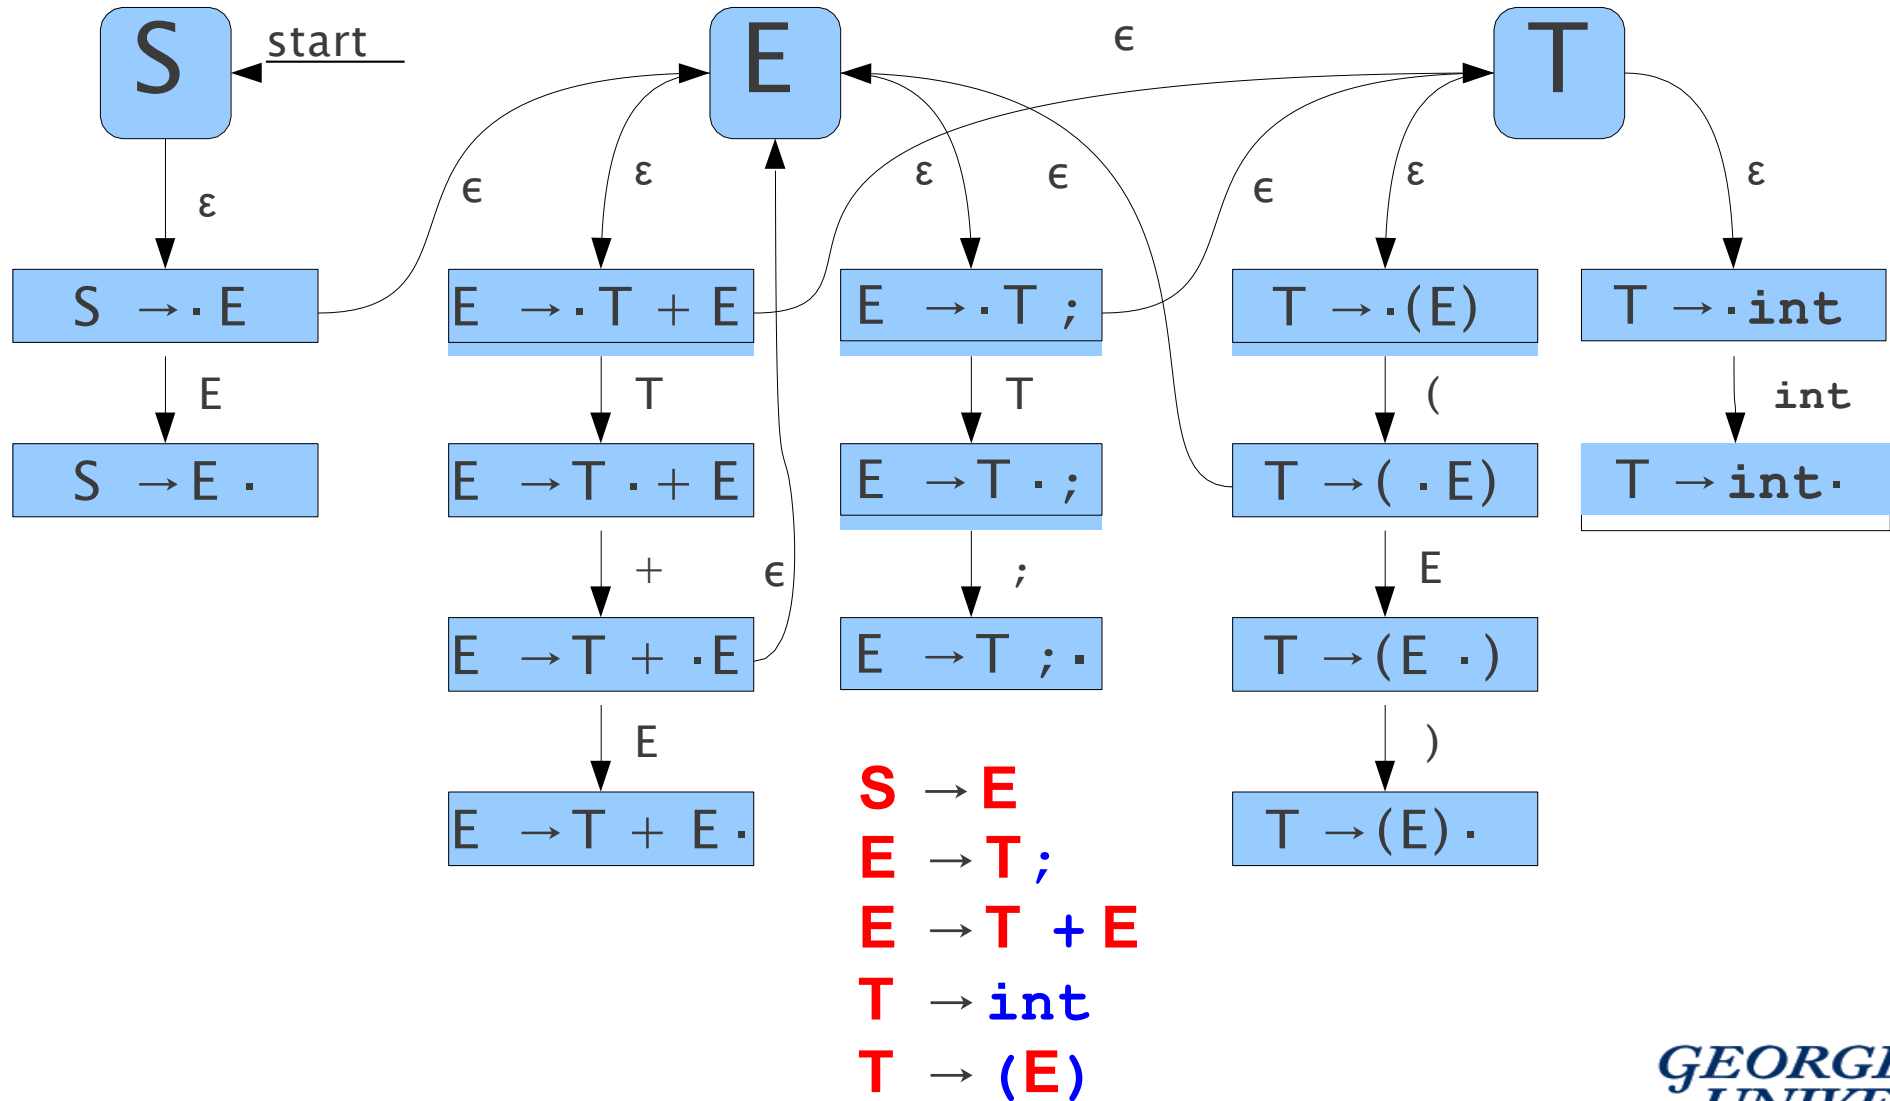 S start E ϵ T
ε ϵ ε ε ϵ ε ϵ ε
S → · E E → · T + E E → · T ; T → ·(E) T → · int
E T T ( int
S → E · E → T · + E E → T · ; T → ( · E) T → int·
+ ϵ ; E
E → T + ·E E → T ; · T → (E ·)
E )
E → T + E · T → (E) ·
S → E
E → T ;
E → T + E
T → int
T → (E)